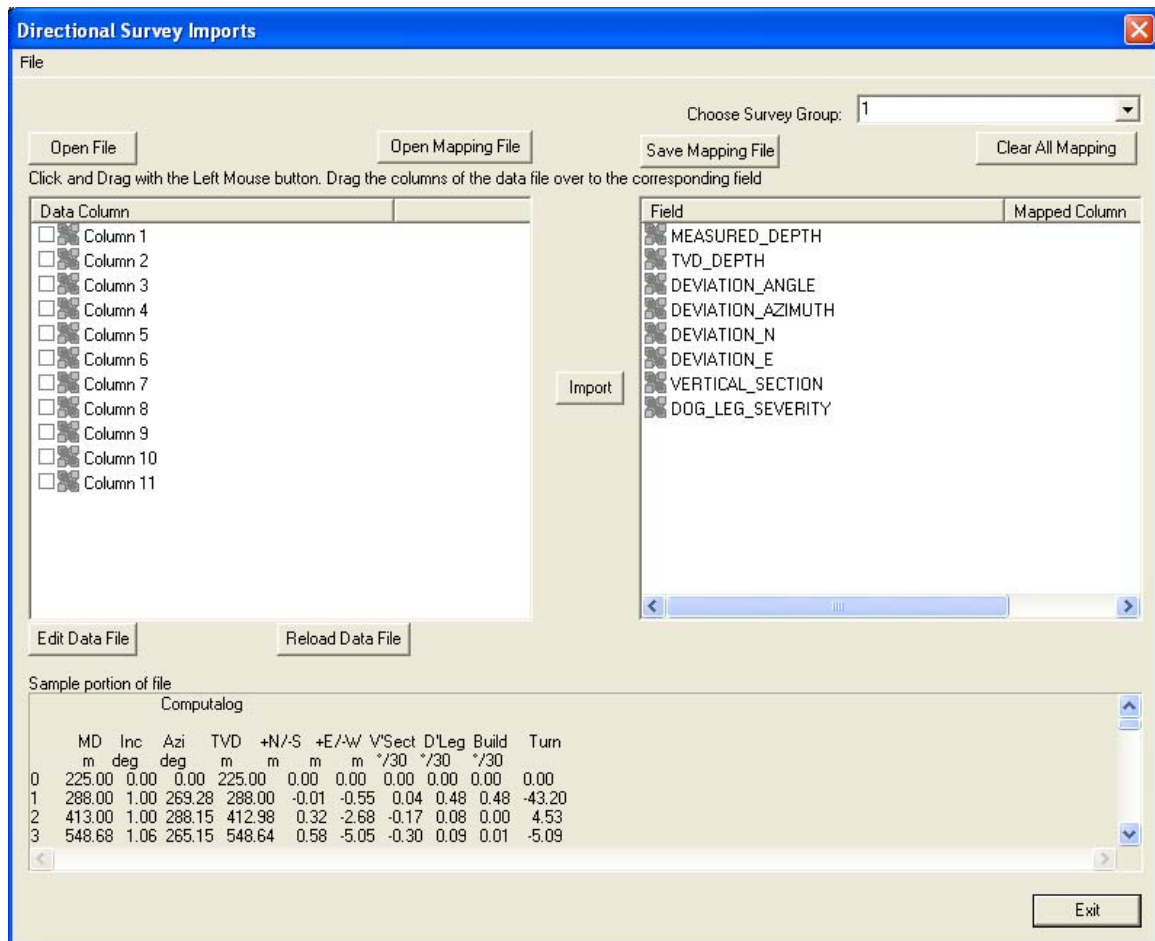 Directional Survey Imports
File
Choose Survey Group: 1
Open File Open Mapping File Save Mapping File Clear All Mapping
Click and Drag with the Left Mouse button. Drag the columns of the data file over to the corresponding field
Data Column Field Mapped Column
Column 1 MEASURED_DEPTH
Column 2 TVD_DEPTH
Column 3 DEVIATION_ANGLE
Column 4 DEVIATION_AZIMUTH
Column 5 DEVIATION_N
Column 6 DEVIATION_E
Column 7 VERTICAL_SECTION
Column 8 DOG_LEG_SEVERITY
Column 9
Column 10
Column 11
Import
Edit Data File Reload Data File
Sample portion of file
Computalog
MD Inc Azi TVD +N/-S +E/-W V'Sect D'Leg Build Turn
m deg deg m m m m °/30 °/30 °/30
0 225.00 0.00 0.00 225.00 0.00 0.00 0.00 0.00 0.00 0.00
1 288.00 1.00 269.28 288.00 -0.01 -0.55 0.04 0.48 0.48 -43.20
2 413.00 1.00 288.15 412.98 0.32 -2.68 -0.17 0.08 0.00 4.53
3 548.68 1.06 265.15 548.64 0.58 -5.05 -0.30 0.09 0.01 -5.09
Exit